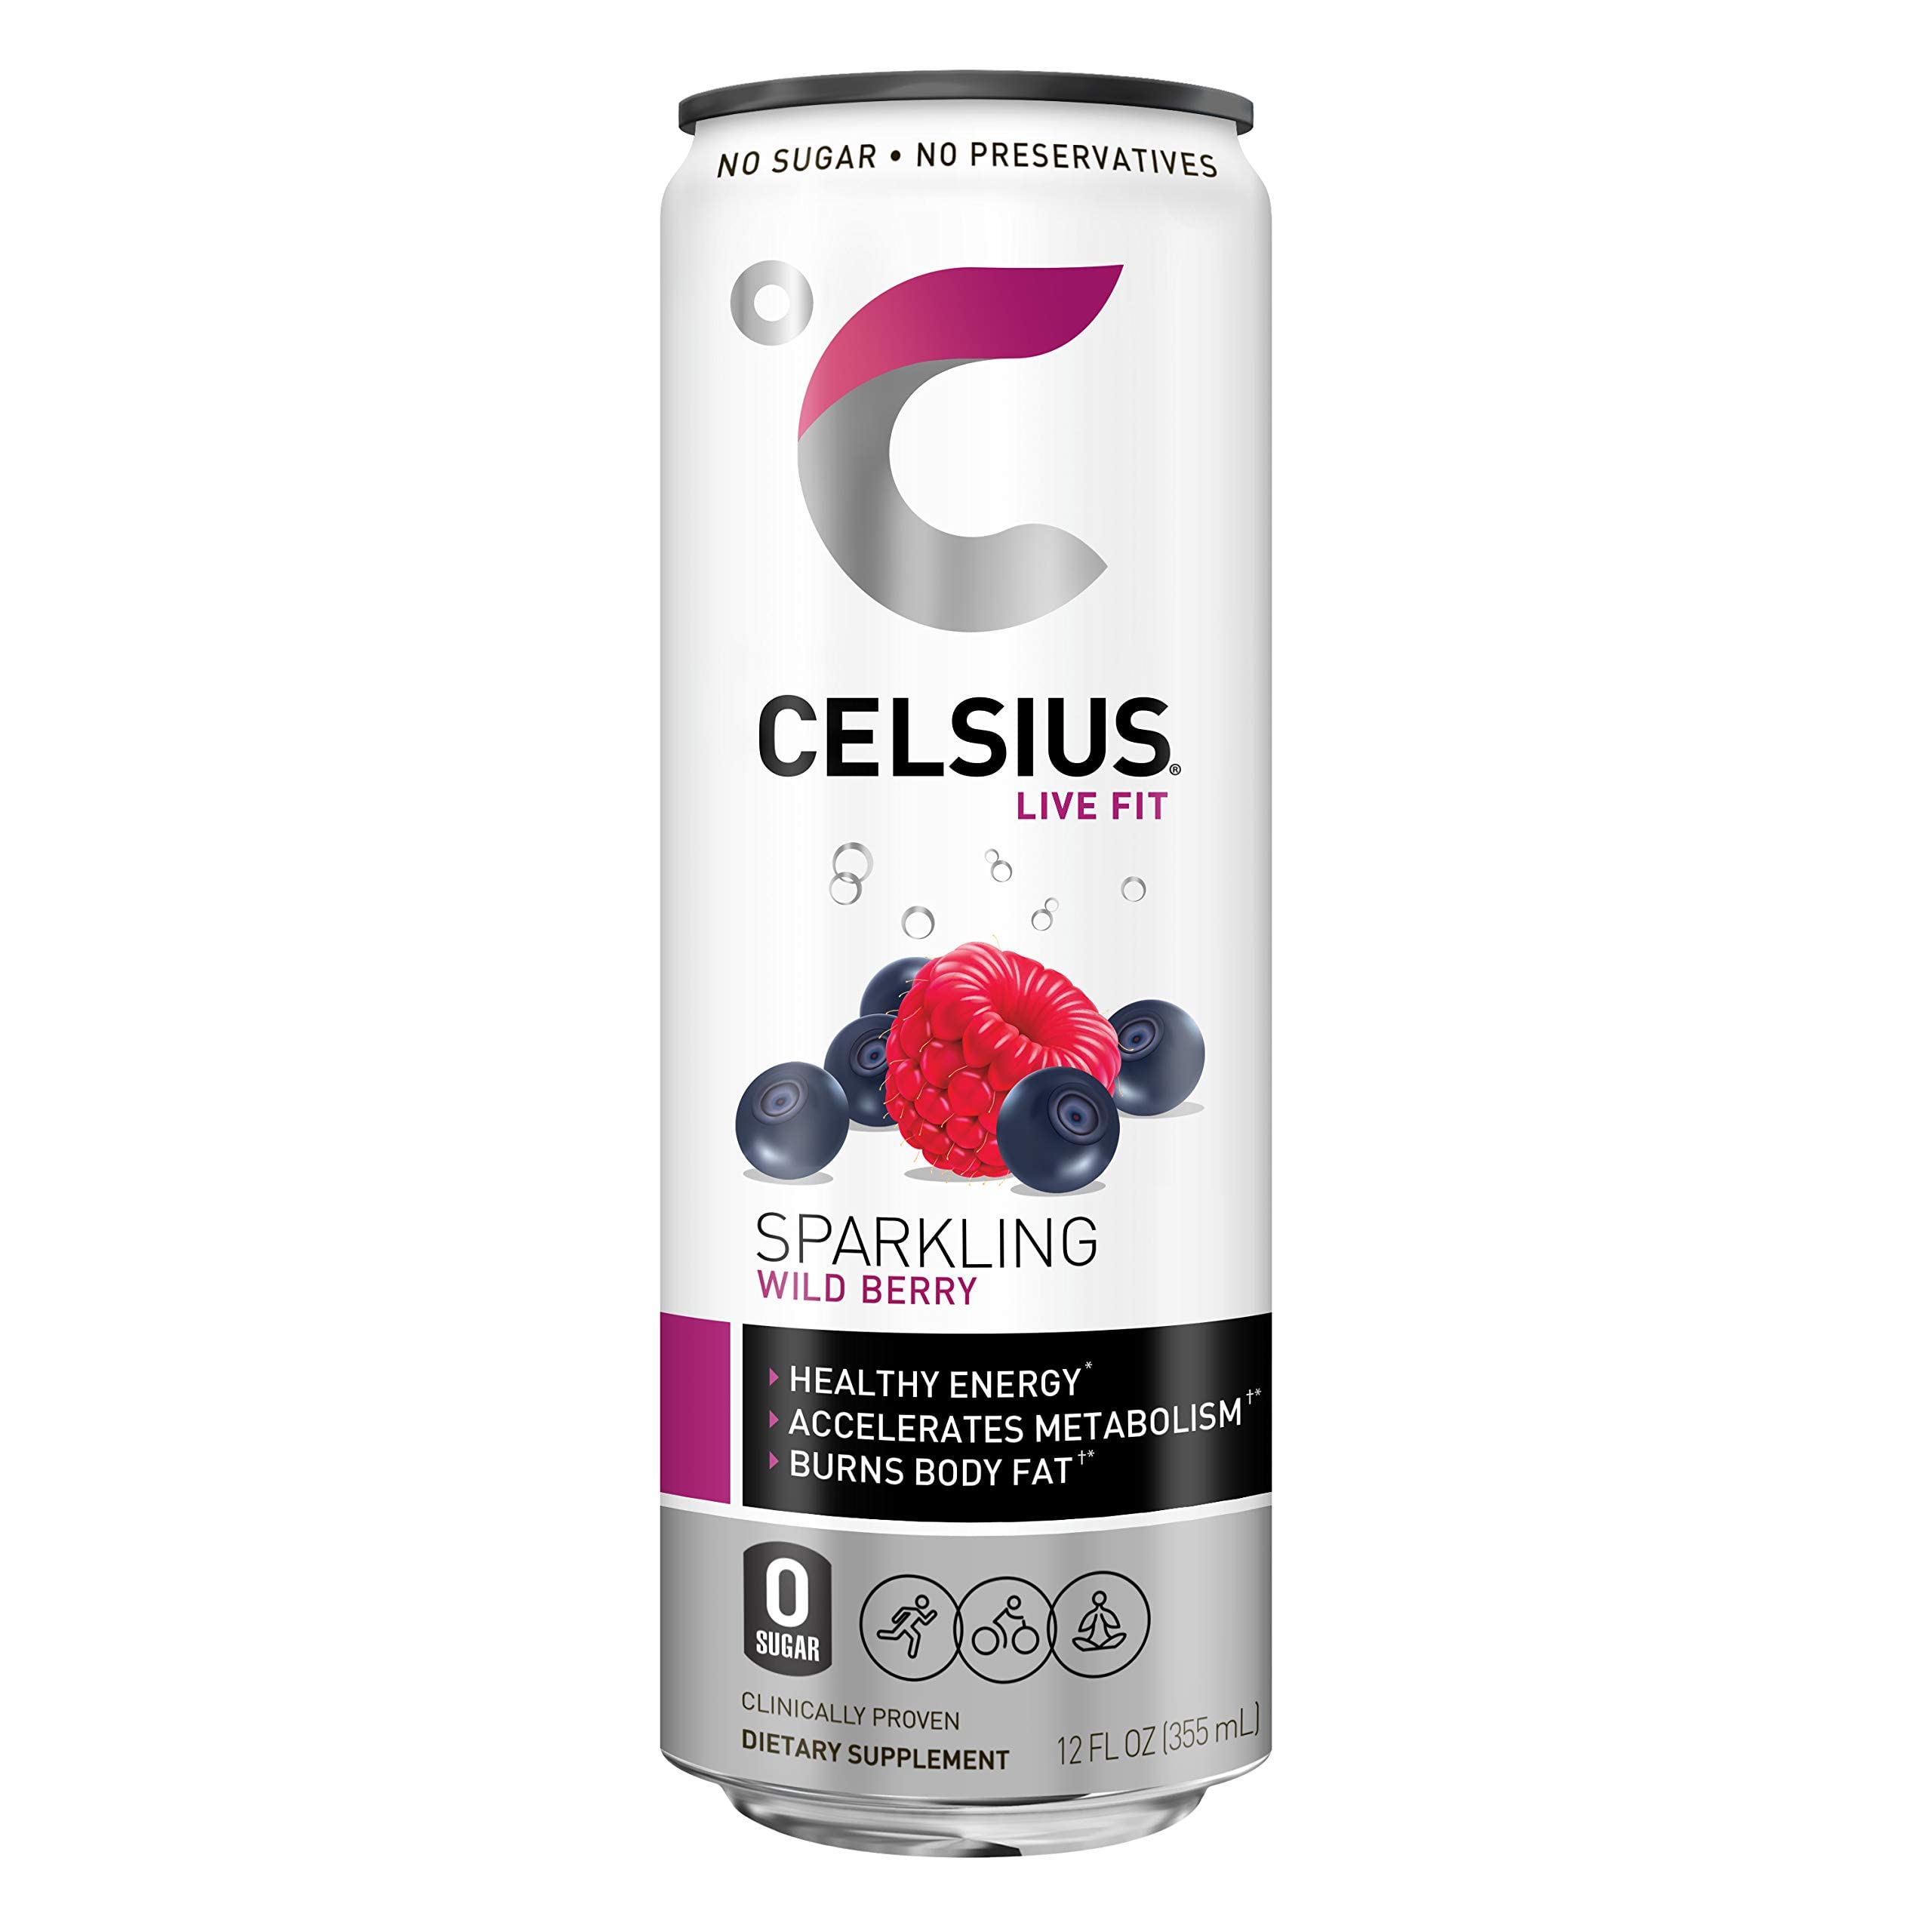 NO SUGAR • NO PRESERVATIVES
°C
CELSIUS®
LIVE FIT
SPARKLING
WILD BERRY
HEALTHY ENERGY*
ACCELERATES METABOLISM†*
BURNS BODY FAT†*
0
SUGAR
CLINICALLY PROVEN
DIETARY SUPPLEMENT
12 FL OZ (355 mL)